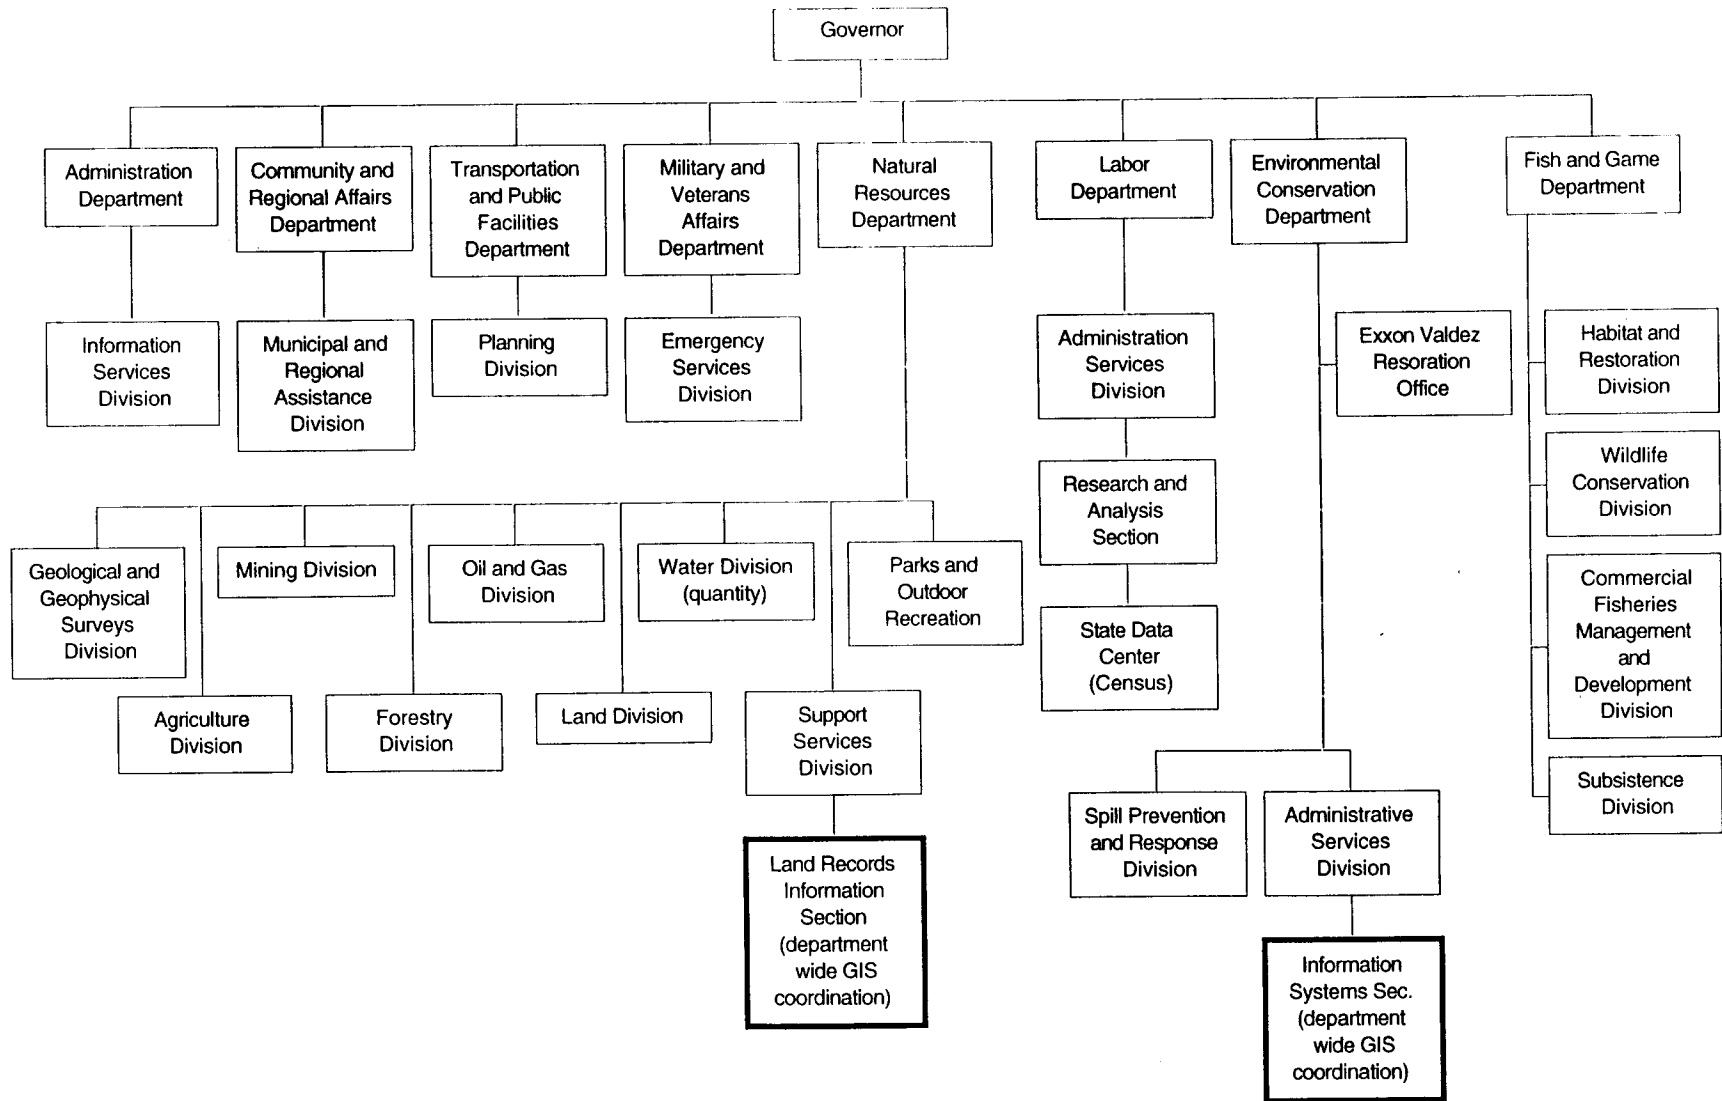 Governor
Administration
Department
Community and
Regional Affairs
Department
Transportation
and Public
Facilities
Department
Military and
Veterans
Affairs
Department
Natural
Resources
Department
Labor
Department
Environmental
Conservation
Department
Fish and Game
Department
Information
Services
Division
Municipal and
Regional
Assistance
Division
Planning
Division
Emergency
Services
Division
Administration
Services
Division
Exxon Valdez
Resoration
Office
Habitat and
Restoration
Division
Research and
Analysis
Section
Wildlife
Conservation
Division
Geological and
Geophysical
Surveys
Division
Mining Division
Oil and Gas
Division
Water Division
(quantity)
Parks and
Outdoor
Recreation
State Data
Center
(Census)
Commercial
Fisheries
Management
and
Development
Division
Agriculture
Division
Forestry
Division
Land Division
Support
Services
Division
Subsistence
Division
Spill Prevention
and Response
Division
Administrative
Services
Division
Land Records
Information
Section
(department
wide GIS
coordination)
Information
Systems Sec.
(department
wide GIS
coordination)